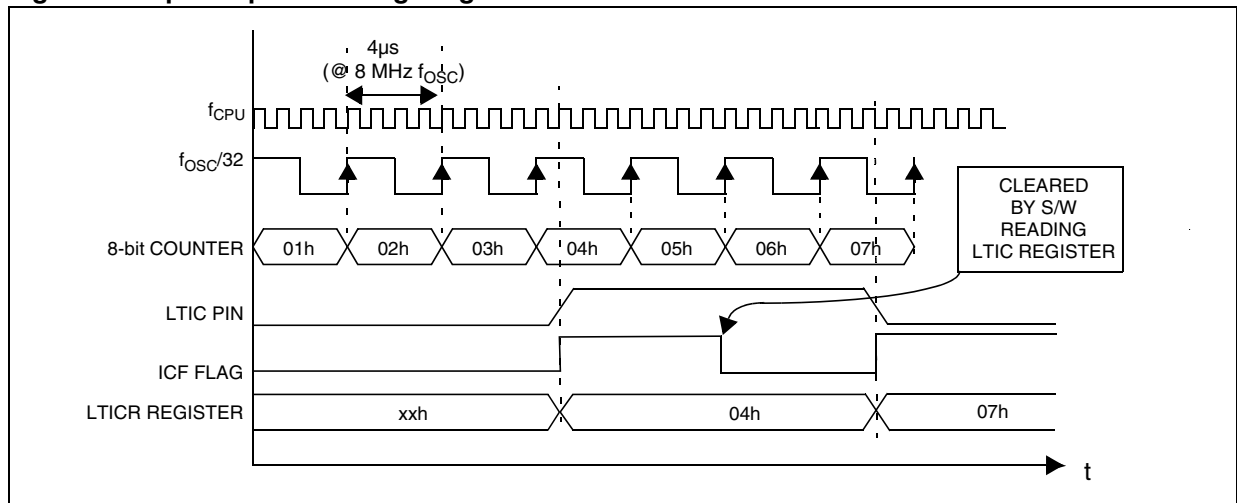 4µs
(@ 8 MHz fOSC)
fCPU
fOSC/32
CLEARED
BY S/W
READING
LTIC REGISTER
8-bit COUNTER
01h
02h
03h
04h
05h
06h
07h
LTIC PIN
ICF FLAG
LTICR REGISTER
xxh
04h
07h
t